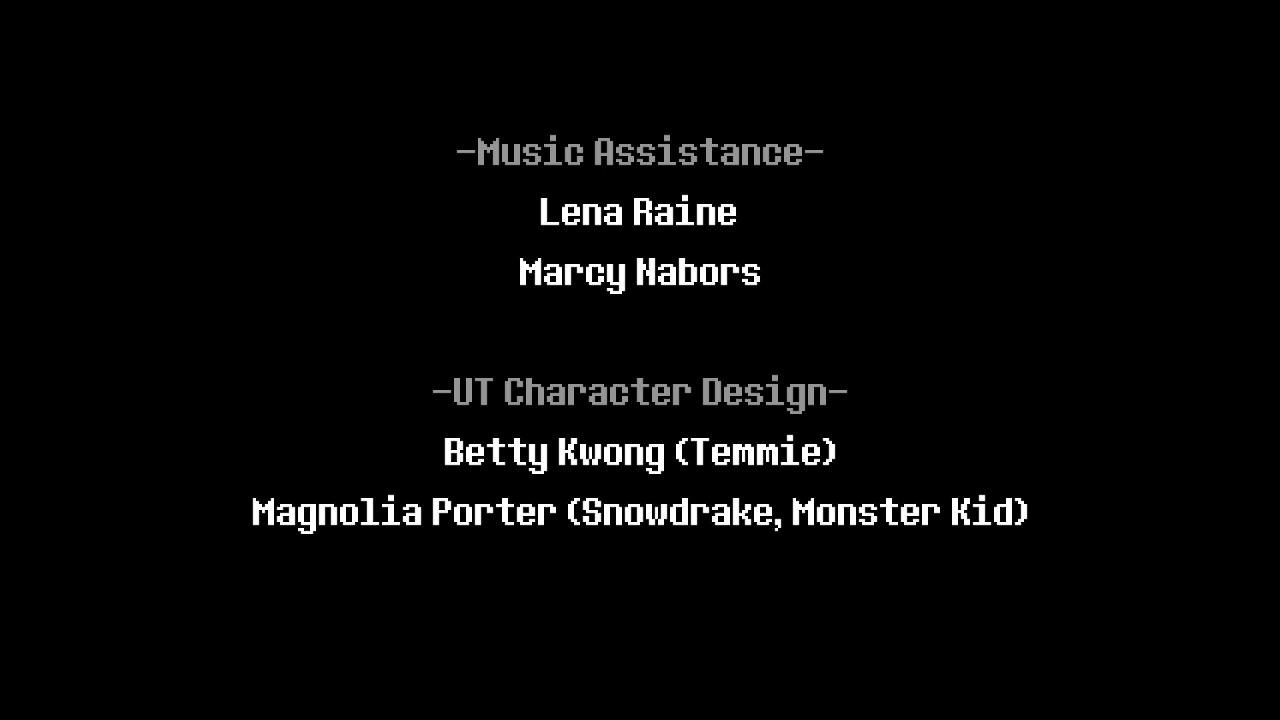 -Music Assistance-
Lena Raine
Marcy Nabors
-UT Character Design-
Betty Kwong (Temmie)
Magnolia Porter (Snowdrake, Monster Kid)